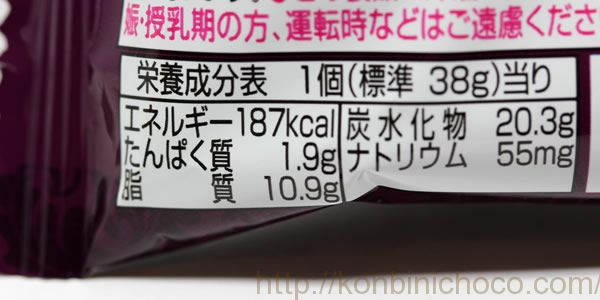 娠・授乳期の方、運転時などはご遠慮くださ
栄養成分表 1個(標準 38g)当り
エネルギー187kcal
たんぱく質 1.9g
脂質 10.9g
炭水化物 20.3g
ナトリウム 55mg
http://konbinichoco.com/